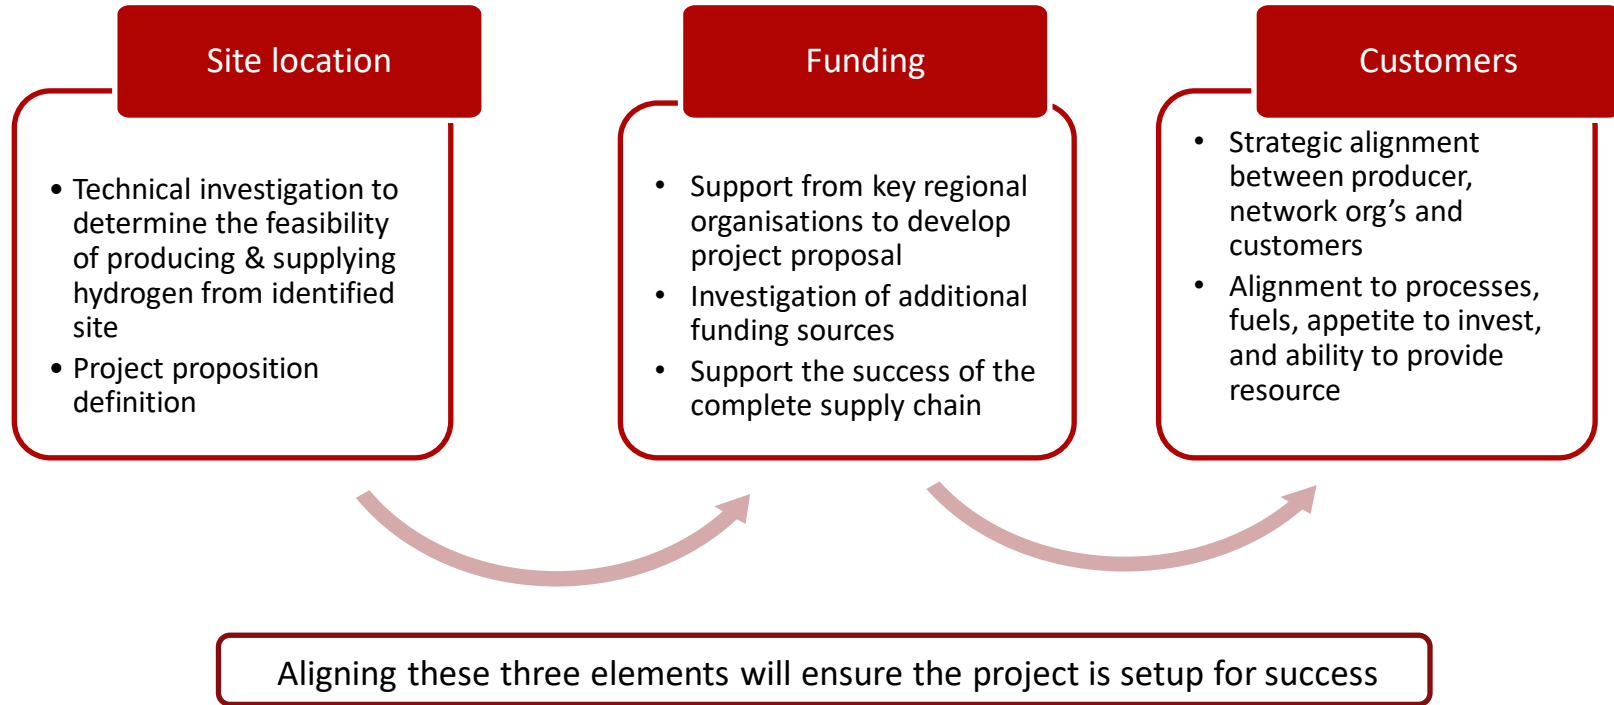 Site location
• Technical investigation to
determine the feasibility
of producing & supplying
hydrogen from identified
site
• Project proposition
definition
Funding
• Support from key regional
organisations to develop
project proposal
• Investigation of additional
funding sources
• Support the success of the
complete supply chain
Customers
• Strategic alignment
between producer,
network org’s and
customers
• Alignment to processes,
fuels, appetite to invest,
and ability to provide
resource
Aligning these three elements will ensure the project is setup for success